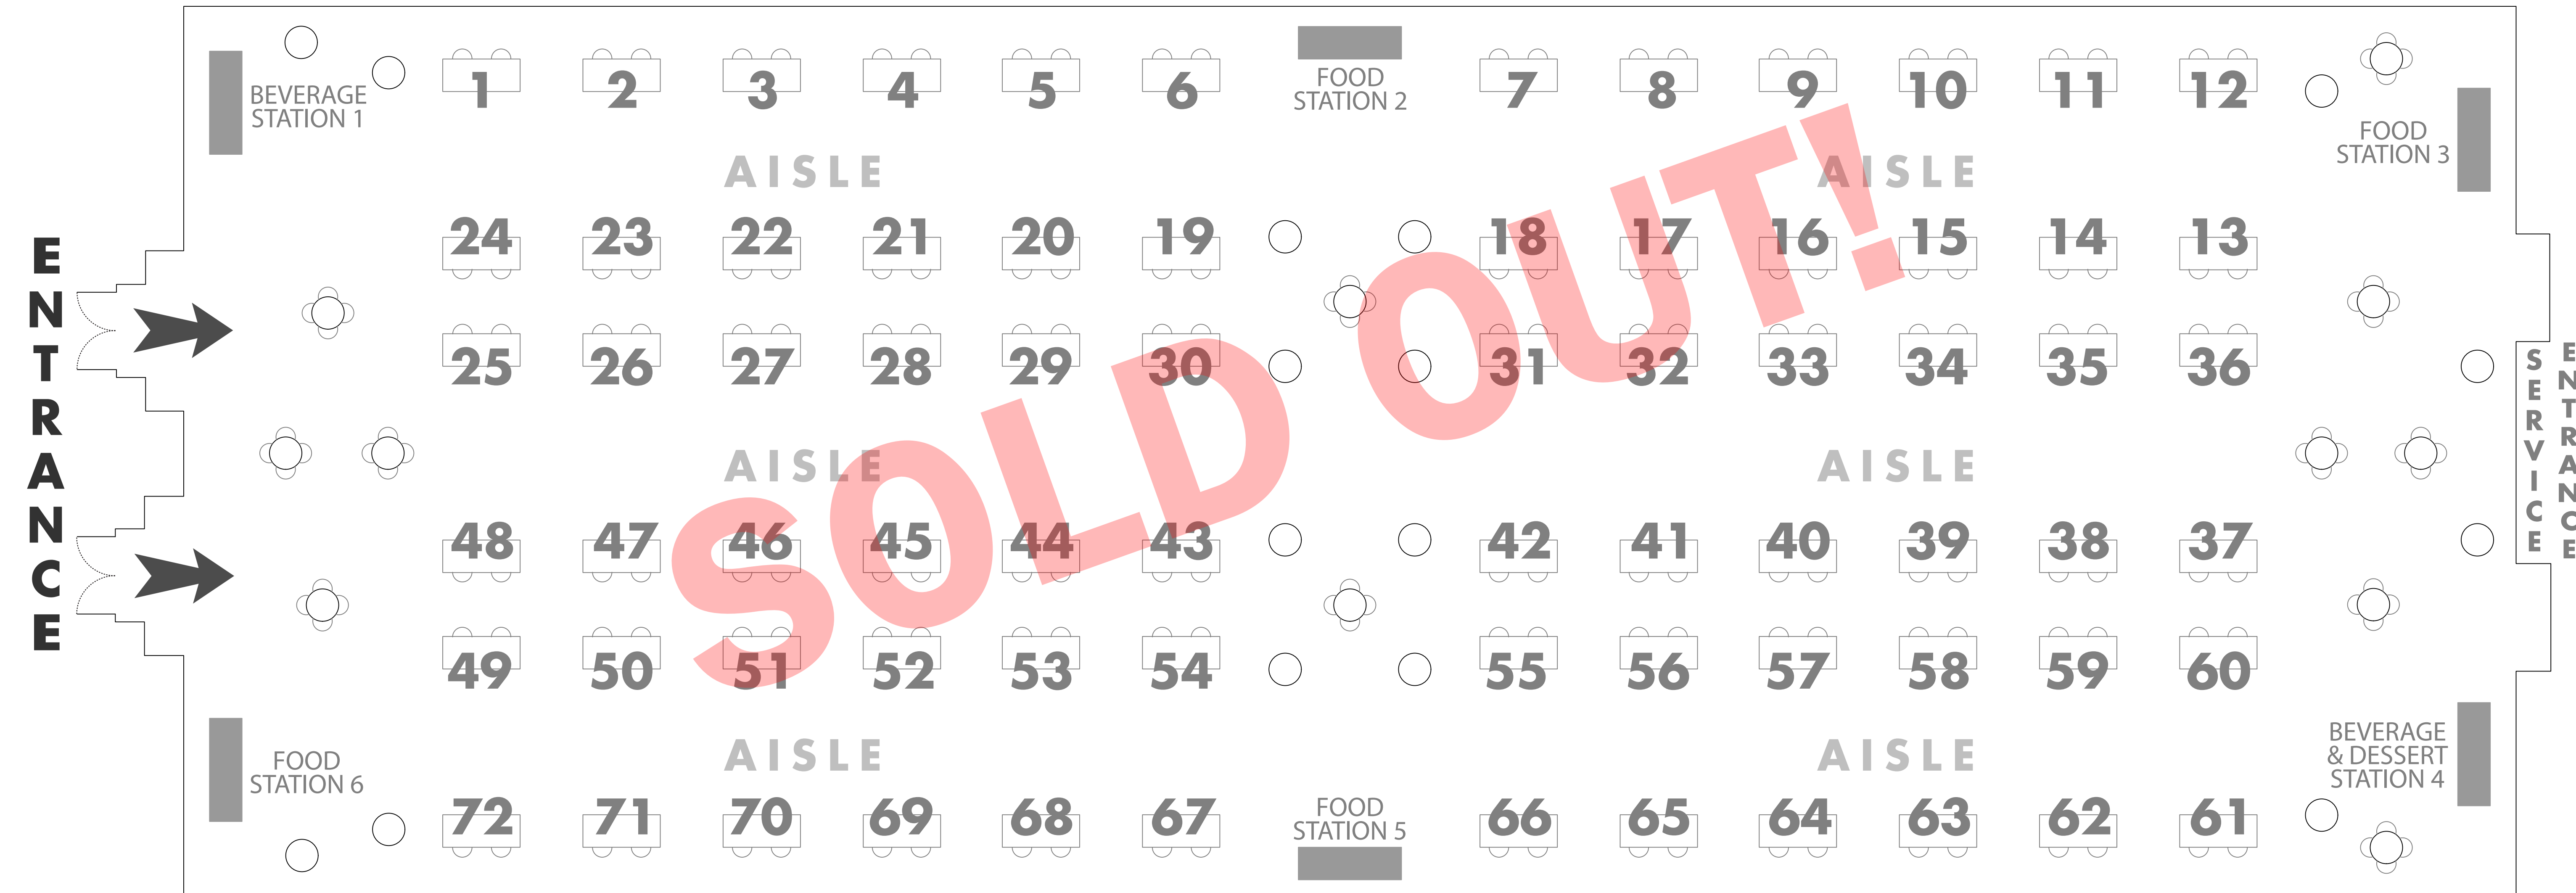 BEVERAGE
STATION 1
1 2 3 4 5 6
FOOD
STATION 2
7 8 9 10 11 12
FOOD
STATION 3
AISLE AISLE
24 23 22 21 20 19 18 17 16 15 14 13
ENTRANCE
25 26 27 28 29 30 31 32 33 34 35 36
SERVICE
ENTRANCE
AISLE AISLE
SOLD OUT!
48 47 46 45 44 43 42 41 40 39 38 37
49 50 51 52 53 54 55 56 57 58 59 60
FOOD
STATION 6
AISLE AISLE
BEVERAGE
& DESSERT
STATION 4
72 71 70 69 68 67
FOOD
STATION 5
66 65 64 63 62 61